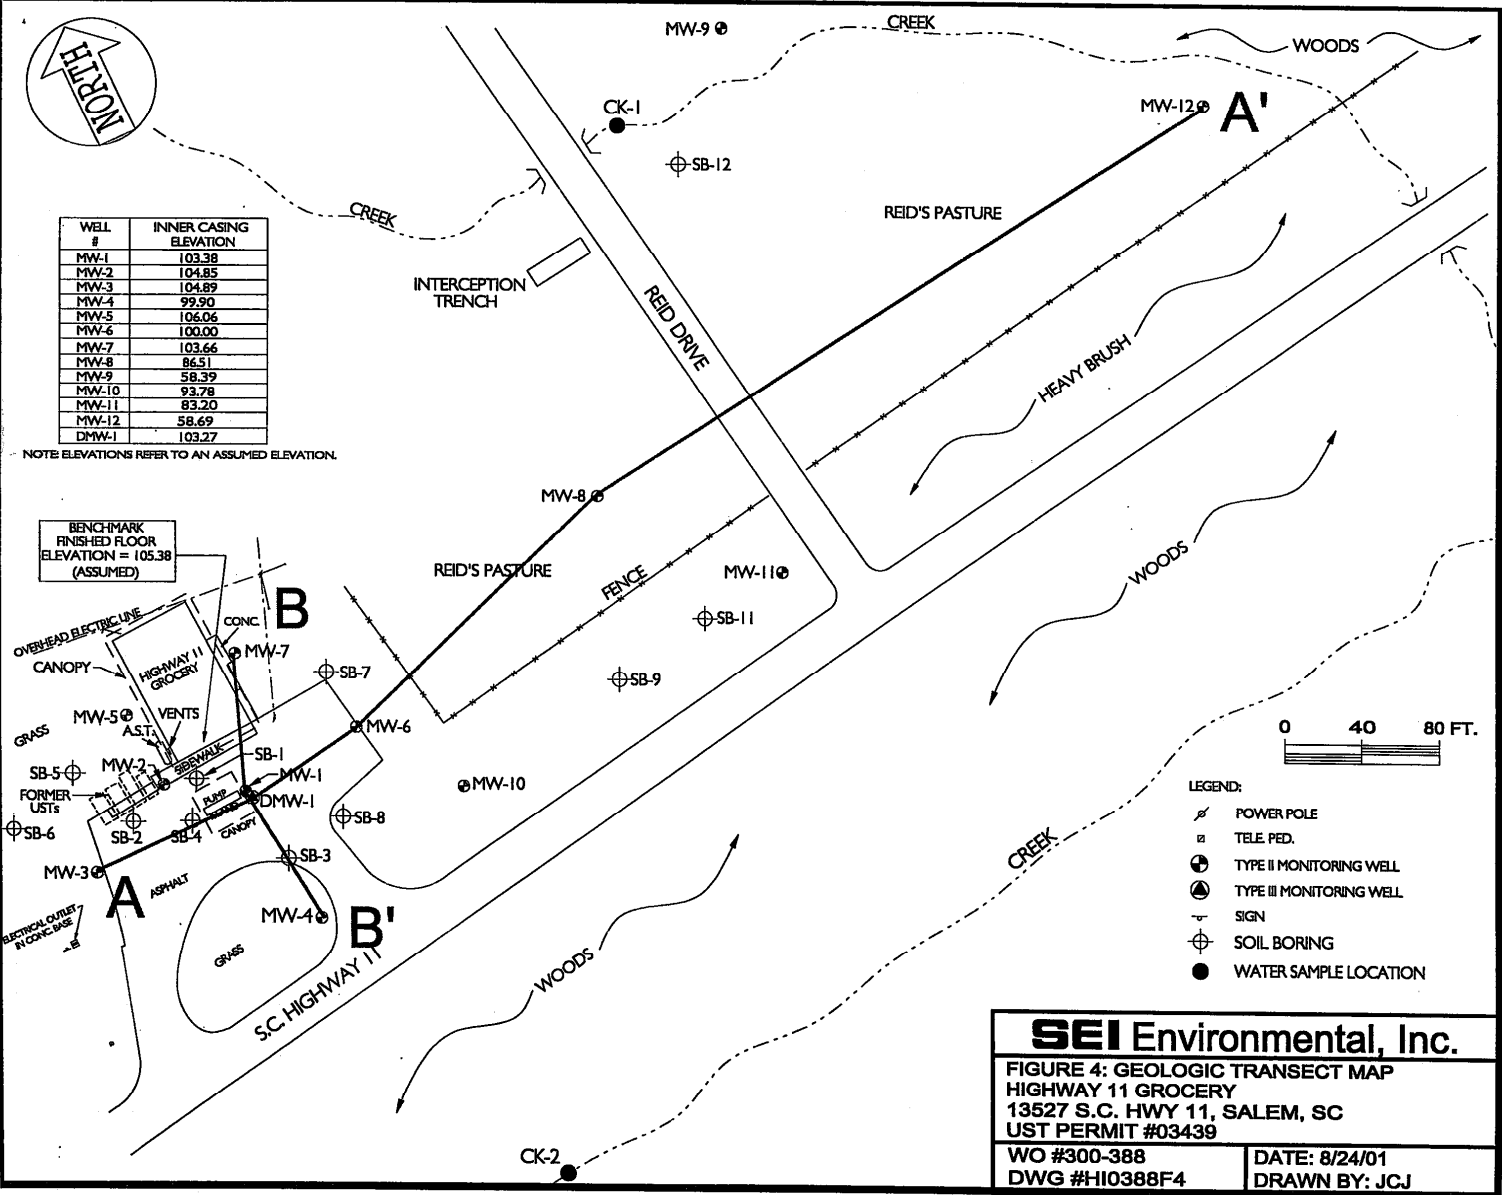 MW-9
CREEK
WOODS
NORTH
CK-1
MW-12
A'
SB-12
CREEK
REID'S PASTURE
WELL # INNER CASING ELEVATION
MW-1 103.38
MW-2 104.85
MW-3 104.89
MW-4 99.90
MW-5 106.06
MW-6 100.00
MW-7 103.66
MW-8 86.51
MW-9 58.39
MW-10 93.78
MW-11 83.20
MW-12 58.69
DMW-1 103.27
NOTE: ELEVATIONS REFER TO AN ASSUMED ELEVATION.
INTERCEPTION
TRENCH
REID DRIVE
HEAVY BRUSH
MW-8
BENCHMARK
FINISHED FLOOR
ELEVATION = 105.38
(ASSUMED)
REID'S PASTURE
FENCE
MW-11
SB-11
WOODS
B
CONC.
OVERHEAD ELECTRIC LINE
CANOPY
HIGHWAY 11
GROCERY
MW-7
SB-7
SB-9
MW-5
VENTS
A.S.T.
GRASS
MW-6
SIDEWALK
SB-1
MW-2
SB-5
MW-1
MW-10
FORMER
USTs
PUMP
ISLAND
DMW-1
SB-6
SB-2
SB-4
CANOPY
SB-8
SB-3
MW-3
A
ASPHALT
ELECTRICAL OUTLET
IN CONC. BASE
MW-4
B'
GRASS
S.C. HIGHWAY 11
WOODS
CREEK
CK-2
0 40 80 FT.
LEGEND:
POWER POLE
TELE. PED.
TYPE II MONITORING WELL
TYPE III MONITORING WELL
SIGN
SOIL BORING
WATER SAMPLE LOCATION
SEI Environmental, Inc.
FIGURE 4: GEOLOGIC TRANSECT MAP
HIGHWAY 11 GROCERY
13527 S.C. HWY 11, SALEM, SC
UST PERMIT #03439
WO #300-388
DWG #HI0388F4
DATE: 8/24/01
DRAWN BY: JCJ